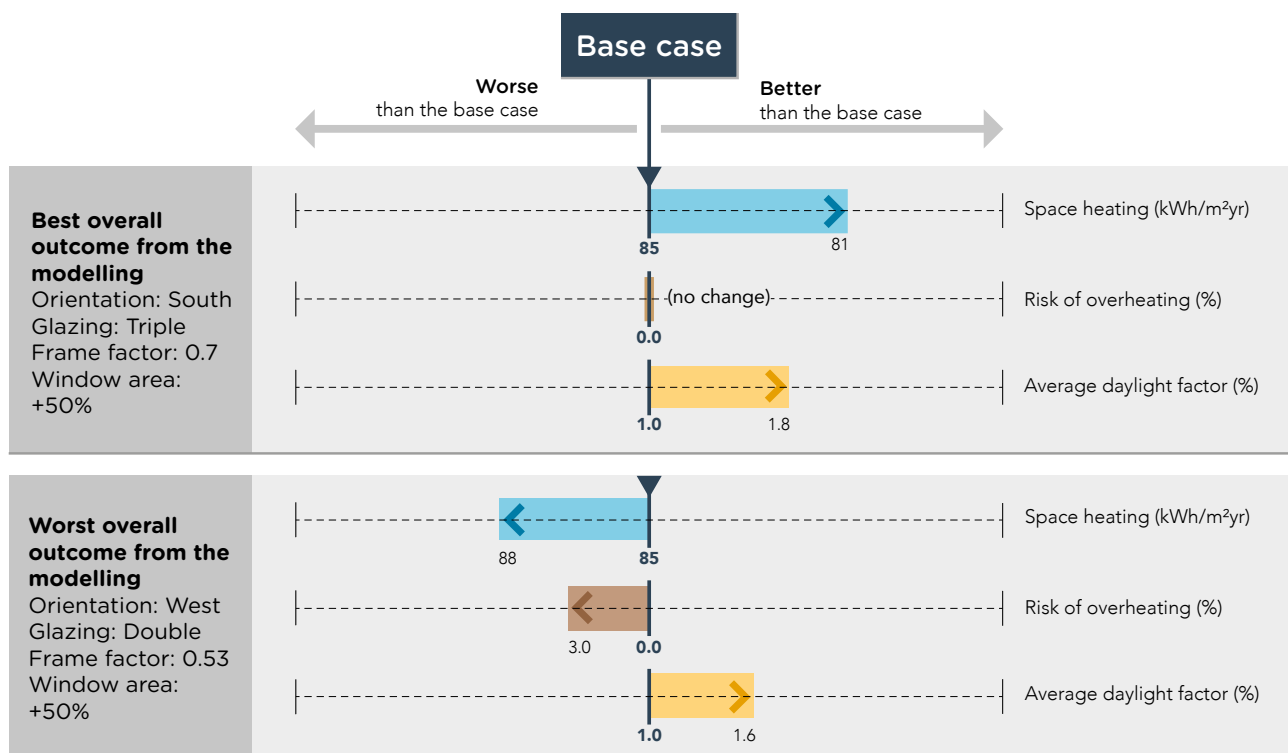 Base case
Worse
than the base case
Better
than the base case
Best overall
outcome from the
modelling
Orientation: South
Glazing: Triple
Frame factor: 0.7
Window area:
+50%
Space heating (kWh/m²yr)
85
81
(no change)
Risk of overheating (%)
0.0
Average daylight factor (%)
1.0
1.8
Worst overall
outcome from the
modelling
Orientation: West
Glazing: Double
Frame factor: 0.53
Window area:
+50%
Space heating (kWh/m²yr)
88
85
Risk of overheating (%)
3.0
0.0
Average daylight factor (%)
1.0
1.6